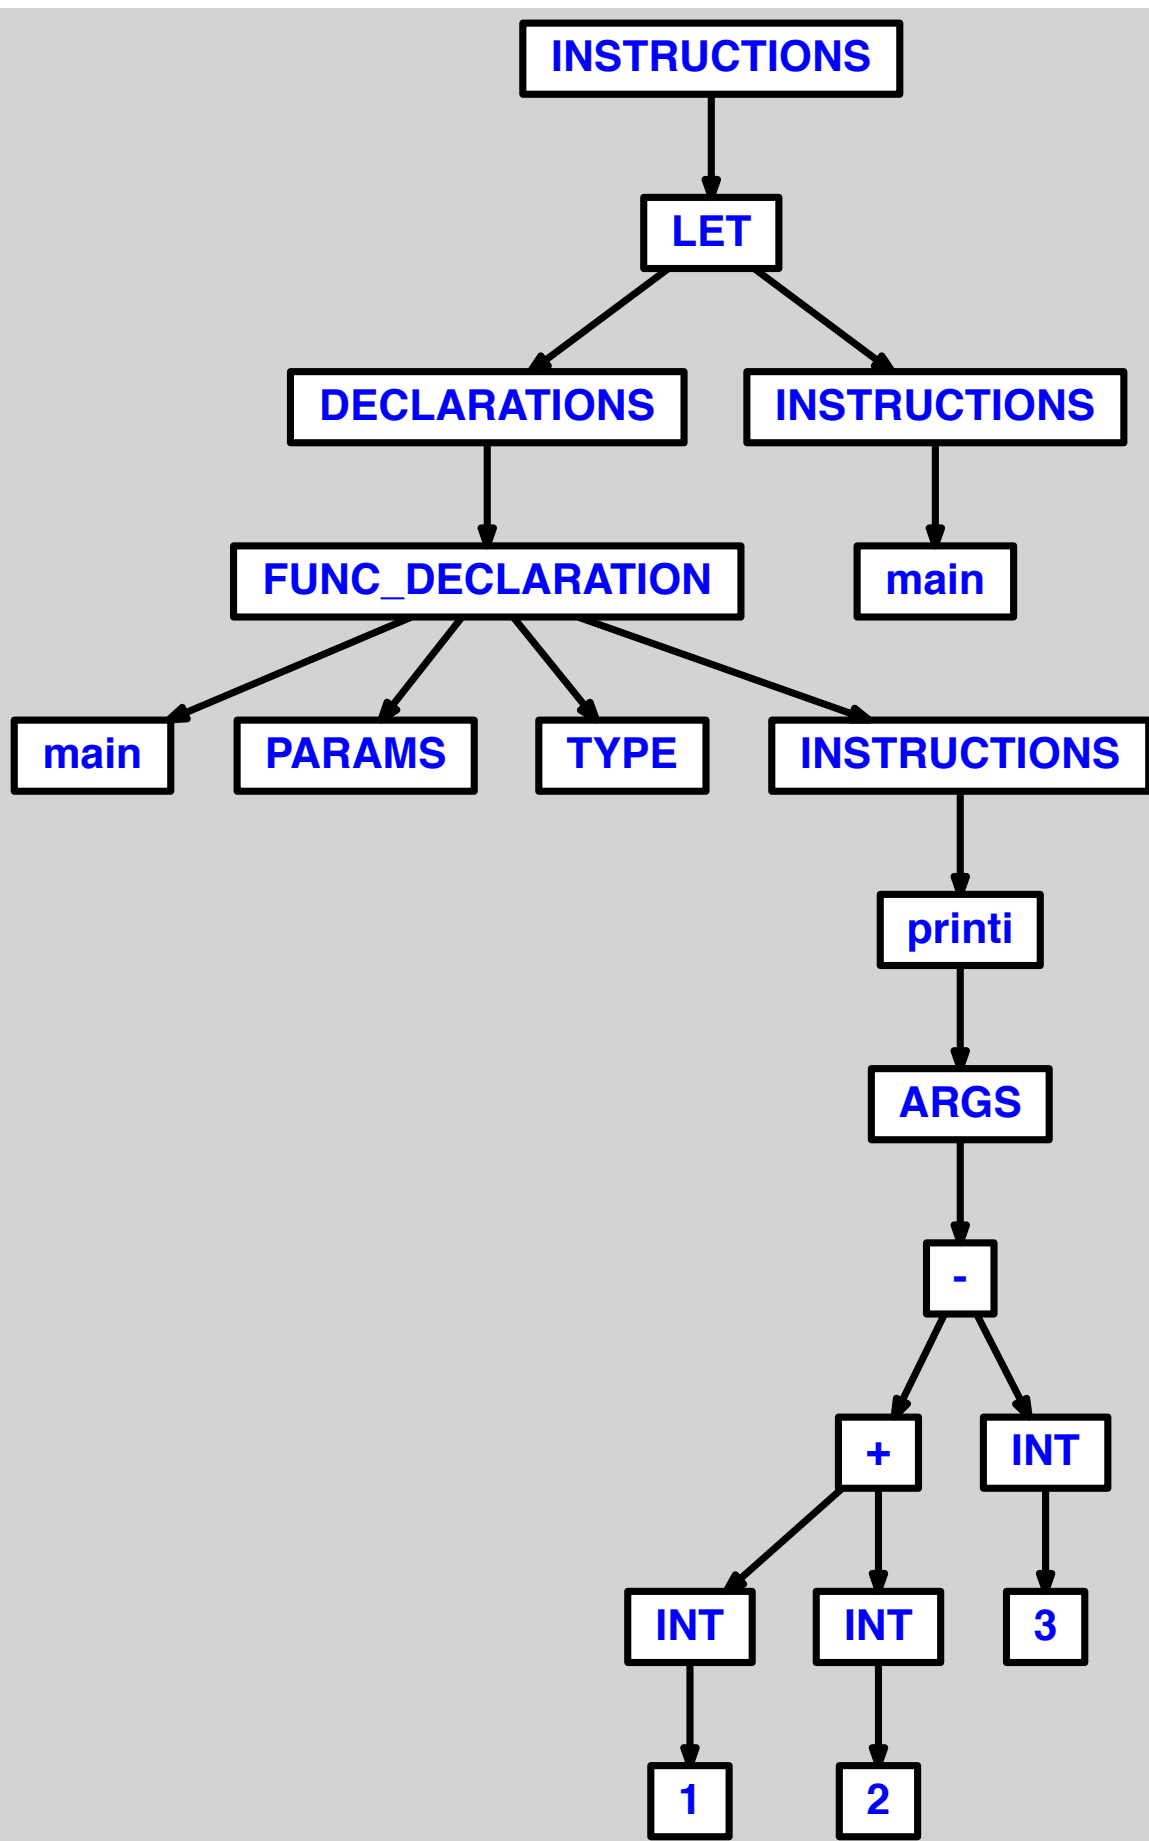 INSTRUCTIONS
LET
DECLARATIONS
INSTRUCTIONS
FUNC_DECLARATION
main
main
PARAMS
TYPE
INSTRUCTIONS
printi
ARGS
-
+
INT
INT
INT
3
1
2